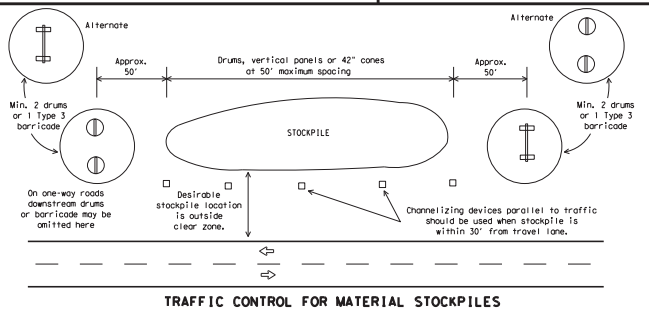 Alternate
Alternate
Approx.
50'
Drums, vertical panels or 42" cones
at 50' maximum spacing
Approx.
50'
Min. 2 drums
or 1 Type 3
barricade
Min. 2 drums
or 1 Type 3
barricade
STOCKPILE
On one-way roads
downstream drums
or barricade may be
omitted here
Desirable
stockpile location
is outside
clear zone.
Channelizing devices parallel to traffic
should be used when stockpile is
within 30' from travel lane.
TRAFFIC CONTROL FOR MATERIAL STOCKPILES